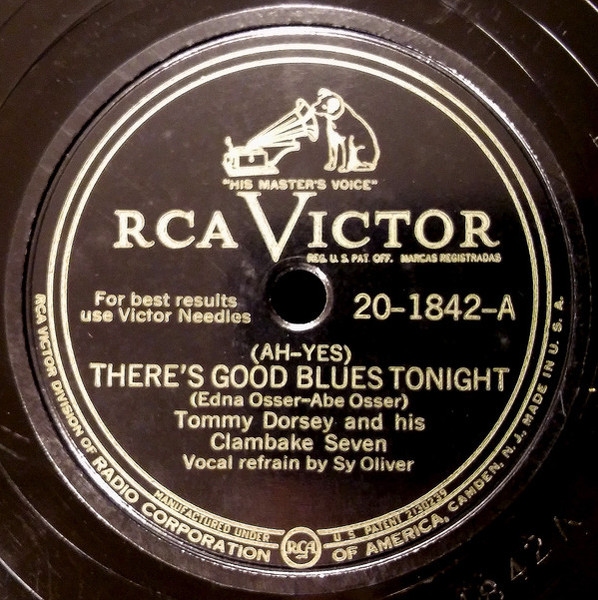 "HIS MASTER'S VOICE"
RCA VICTOR
REG. U. S. PAT. OFF. MARCAS REGISTRADAS
For best results
use Victor Needles
20-1842-A
(AH-YES)
THERE'S GOOD BLUES TONIGHT
(Edna Osser-Abe Osser)
Tommy Dorsey and his
Clambake Seven
Vocal refrain by Sy Oliver
MANUFACTURED UNDER U S PATENT 2130239
RCA VICTOR DIVISION OF RADIO CORPORATION OF AMERICA, CAMDEN, N. J., MADE IN U. S. A.
RCA